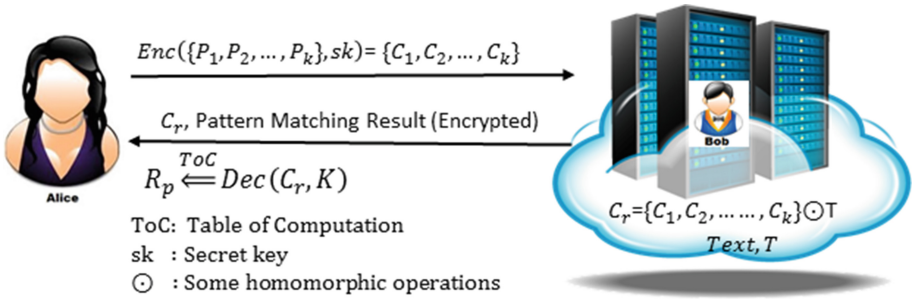 Enc({P₁,P₂,…,Pₖ},sk)= {C₁,C₂,…,Cₖ}
Cᵣ, Pattern Matching Result (Encrypted)
Bob
ToC
Rₚ ⟸ Dec(Cᵣ,K)
Alice
Cᵣ={C₁,C₂,……,Cₖ}⊙T
Text,T
ToC: Table of Computation
sk : Secret key
⊙ : Some homomorphic operations